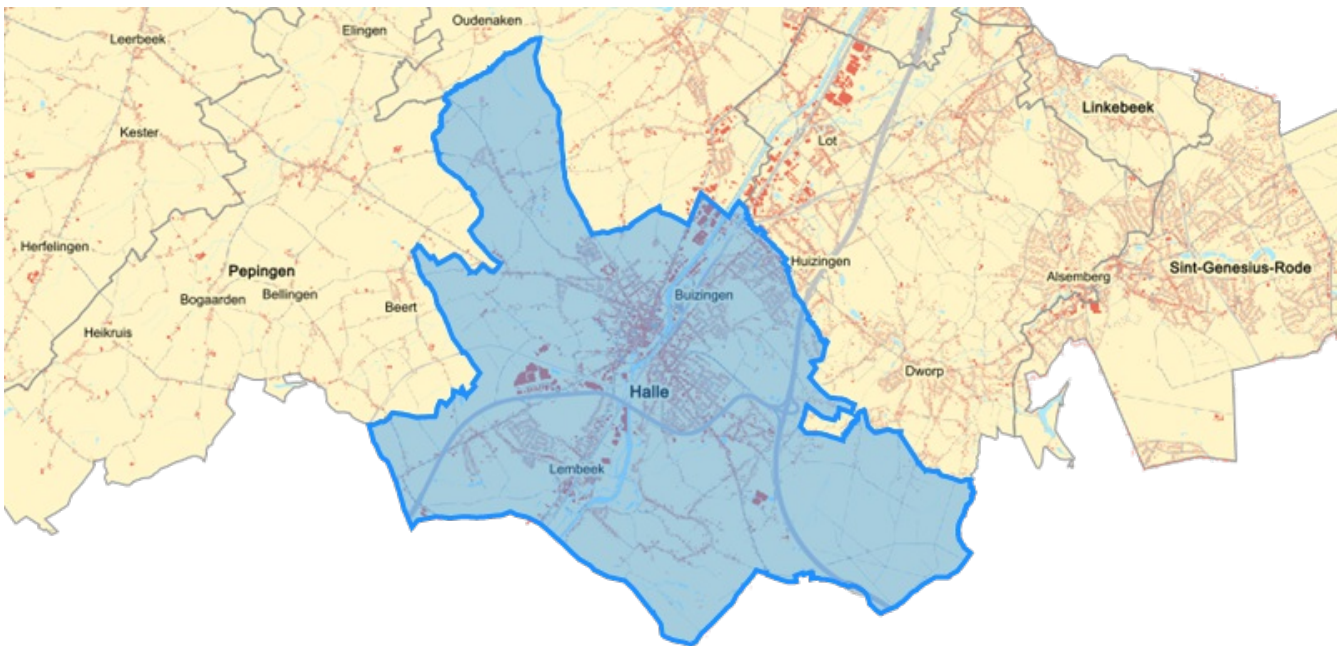 Oudenaken
Elingen
Leerbeek
Linkebeek
Kester
Lot
Herfelingen
Huizingen
Sint-Genesius-Rode
Pepingen
Alsemberg
Buizingen
Bellingen
Bogaarden
Beert
Heikruis
Dworp
Halle
Lembeek